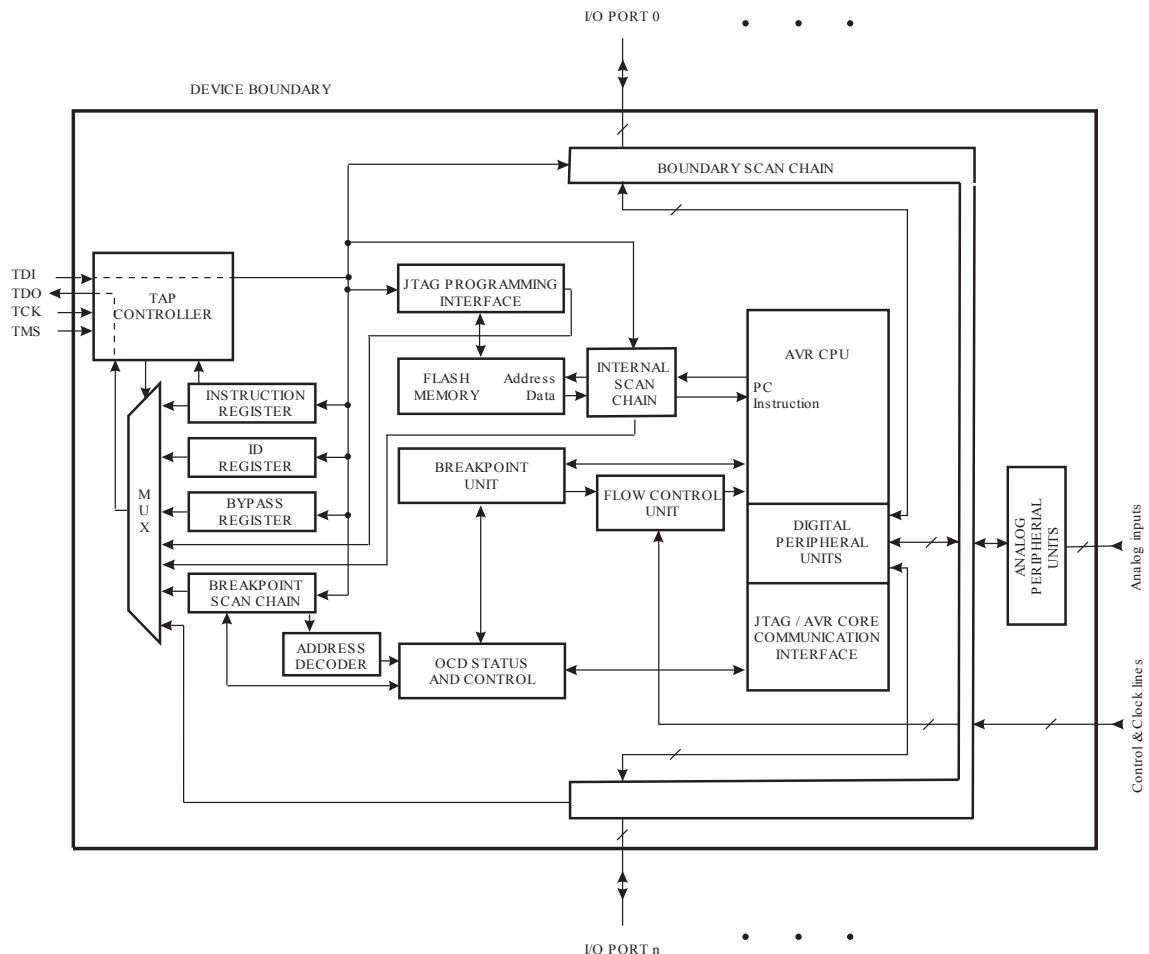 I/O PORT 0
DEVICE BOUNDARY
BOUNDARY SCAN CHAIN
TDI
TDO
TCK
TMS
TAP
CONTROLLER
JTAG PROGRAMMING
INTERFACE
AVR CPU
FLASH
MEMORY
Address
Data
INTERNAL
SCAN
CHAIN
PC
Instruction
INSTRUCTION
REGISTER
ID
REGISTER
BREAKPOINT
UNIT
FLOW CONTROL
UNIT
BYPASS
REGISTER
MUX
DIGITAL
PERIPHERAL
UNITS
ANALOG
PERIPHERIAL
UNITS
Analog inputs
BREAKPOINT
SCAN CHAIN
ADDRESS
DECODER
OCD STATUS
AND CONTROL
JTAG / AVR CORE
COMMUNICATION
INTERFACE
Control & Clock lines
I/O PORT n